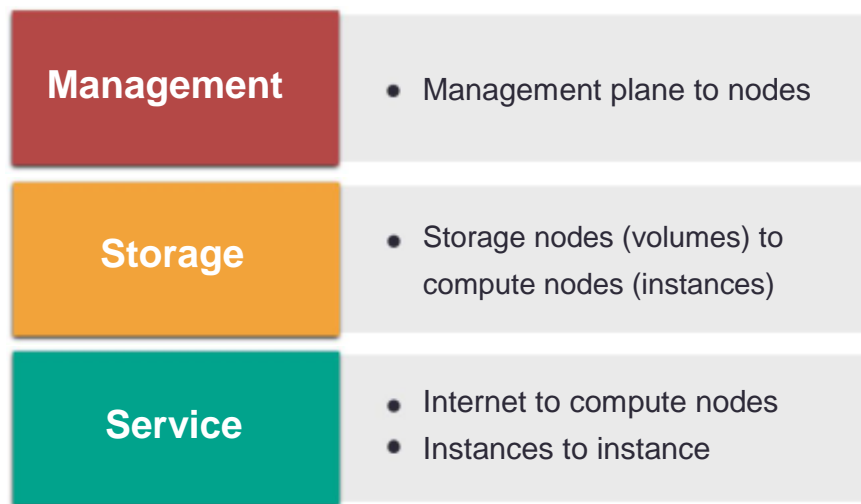 Management
• Management plane to nodes
Storage
• Storage nodes (volumes) to
compute nodes (instances)
Service
• Internet to compute nodes
• Instances to instance